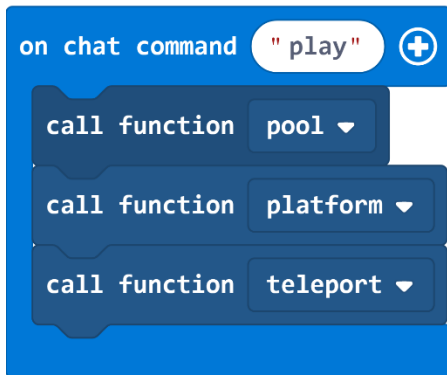 on chat command "play"
call function pool
call function platform
call function teleport